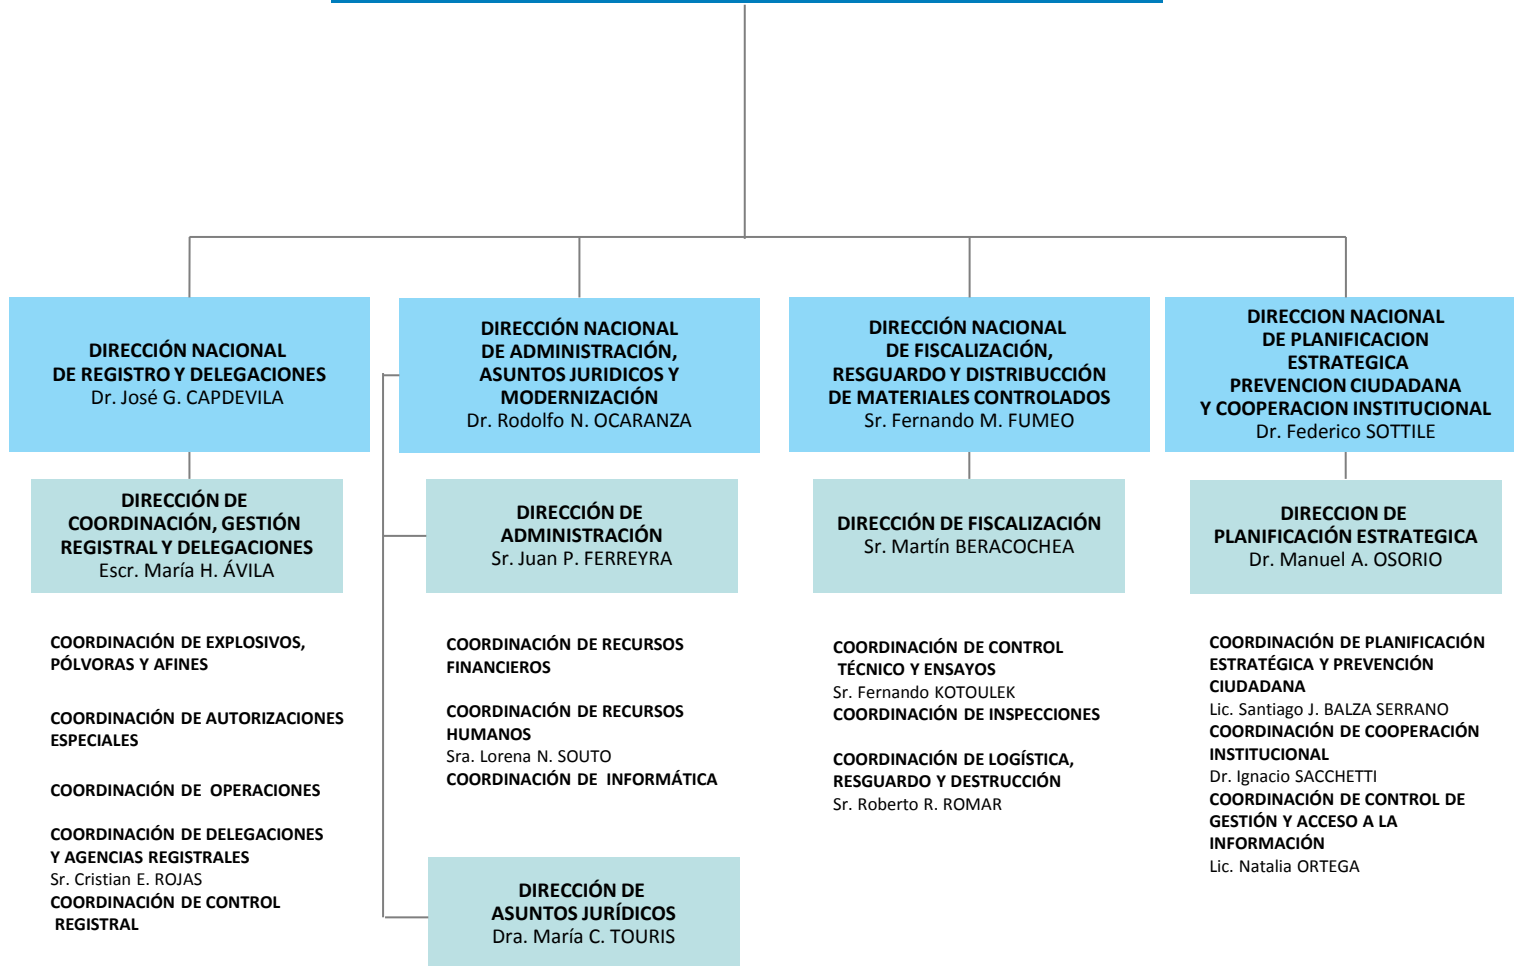 DIRECCIÓN NACIONAL
DE REGISTRO Y DELEGACIONES
Dr. José G. CAPDEVILA
DIRECCIÓN NACIONAL
DE ADMINISTRACIÓN,
ASUNTOS JURIDICOS Y
MODERNIZACIÓN
Dr. Rodolfo N. OCARANZA
DIRECCIÓN NACIONAL
DE FISCALIZACIÓN,
RESGUARDO Y DISTRIBUCCIÓN
DE MATERIALES CONTROLADOS
Sr. Fernando M. FUMEO
DIRECCION NACIONAL
DE PLANIFICACION
ESTRATEGICA
PREVENCION CIUDADANA
Y COOPERACION INSTITUCIONAL
Dr. Federico SOTTILE
DIRECCIÓN DE
COORDINACIÓN, GESTIÓN
REGISTRAL Y DELEGACIONES
Escr. María H. ÁVILA
DIRECCIÓN DE
ADMINISTRACIÓN
Sr. Juan P. FERREYRA
DIRECCIÓN DE FISCALIZACIÓN
Sr. Martín BERACOCHEA
DIRECCION DE
PLANIFICACIÓN ESTRATEGICA
Dr. Manuel A. OSORIO
COORDINACIÓN DE EXPLOSIVOS,
PÓLVORAS Y AFINES
COORDINACIÓN DE AUTORIZACIONES
ESPECIALES
COORDINACIÓN DE OPERACIONES
COORDINACIÓN DE DELEGACIONES
Y AGENCIAS REGISTRALES
Sr. Cristian E. ROJAS
COORDINACIÓN DE CONTROL
REGISTRAL
COORDINACIÓN DE RECURSOS
FINANCIEROS
COORDINACIÓN DE RECURSOS
HUMANOS
Sra. Lorena N. SOUTO
COORDINACIÓN DE INFORMÁTICA
DIRECCIÓN DE
ASUNTOS JURÍDICOS
Dra. María C. TOURIS
COORDINACIÓN DE CONTROL
TÉCNICO Y ENSAYOS
Sr. Fernando KOTOULEK
COORDINACIÓN DE INSPECCIONES
COORDINACIÓN DE LOGÍSTICA,
RESGUARDO Y DESTRUCCIÓN
Sr. Roberto R. ROMAR
COORDINACIÓN DE PLANIFICACIÓN
ESTRATÉGICA Y PREVENCIÓN
CIUDADANA
Lic. Santiago J. BALZA SERRANO
COORDINACIÓN DE COOPERACIÓN
INSTITUCIONAL
Dr. Ignacio SACCHETTI
COORDINACIÓN DE CONTROL DE
GESTIÓN Y ACCESO A LA
INFORMACIÓN
Lic. Natalia ORTEGA